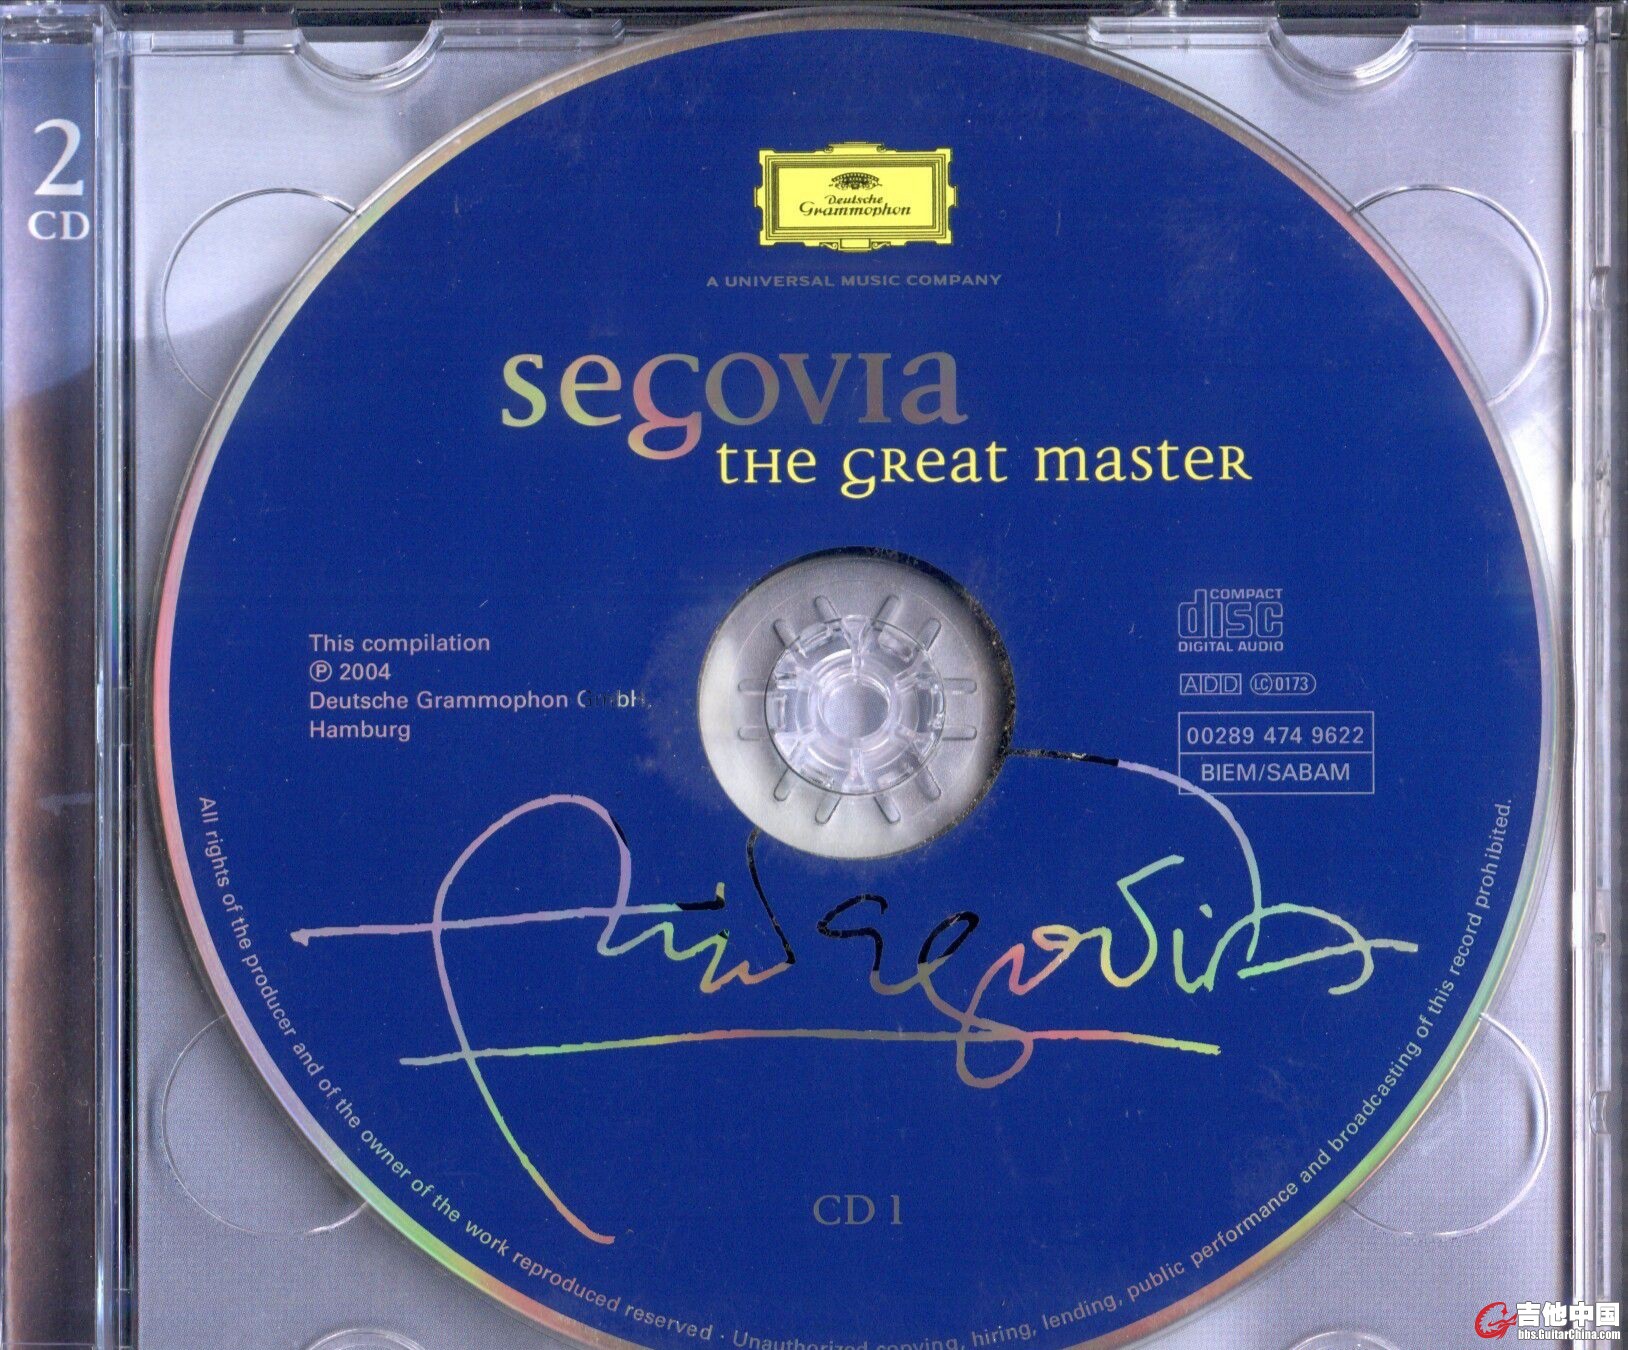 2
CD
Deutsche
Grammophon
A UNIVERSAL MUSIC COMPANY
segovia
the great master
This compilation
℗ 2004
Deutsche Grammophon GmbH,
Hamburg
COMPACT
disc
DIGITAL AUDIO
ADD LC 0173
00289 474 9622
BIEM/SABAM
Segovia
CD 1
All rights of the producer and of the owner of the work reproduced reserved · Unauthorized copying, hiring, lending, public performance and broadcasting of this record prohibited.
吉他中国
bbs.GuitarChina.com